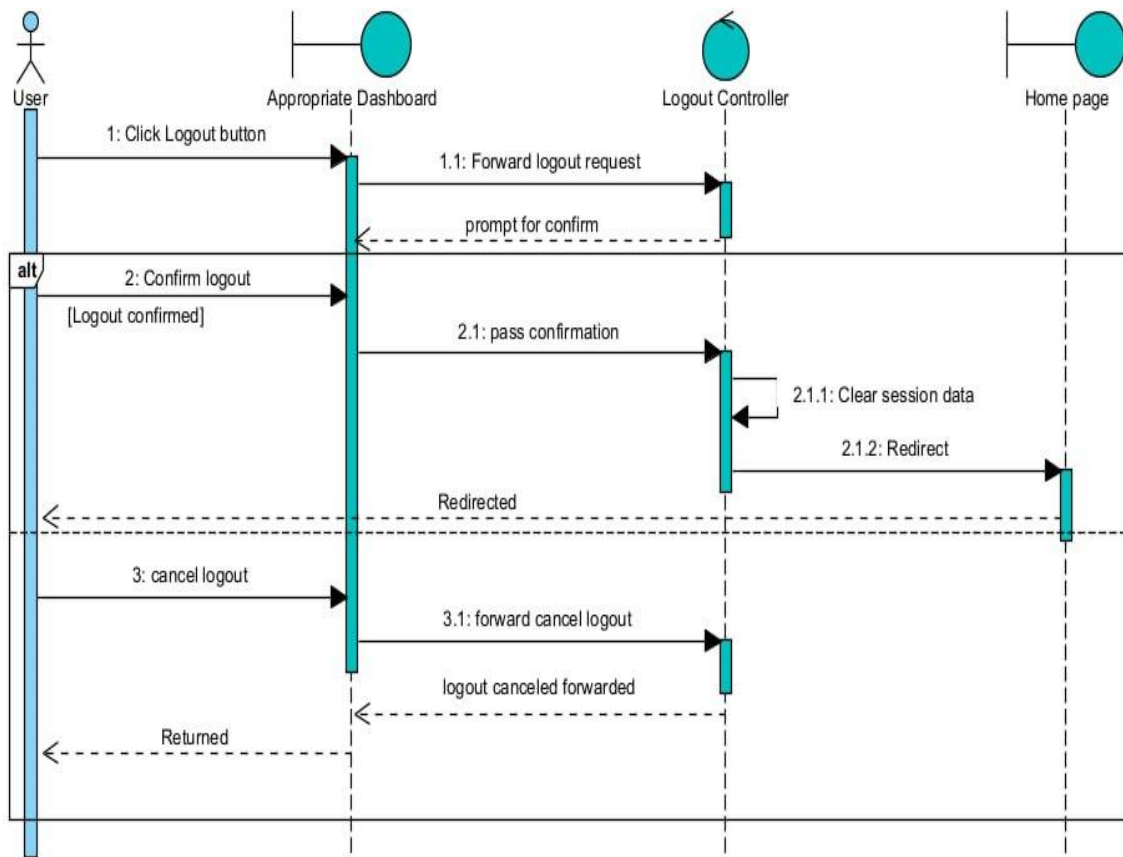 User
Appropriate Dashboard
Logout Controller
Home page
1: Click Logout button
1.1: Forward logout request
prompt for confirm
alt
2: Confirm logout
[Logout confirmed]
2.1: pass confirmation
2.1.1: Clear session data
2.1.2: Redirect
Redirected
3: cancel logout
3.1: forward cancel logout
logout canceled forwarded
Returned